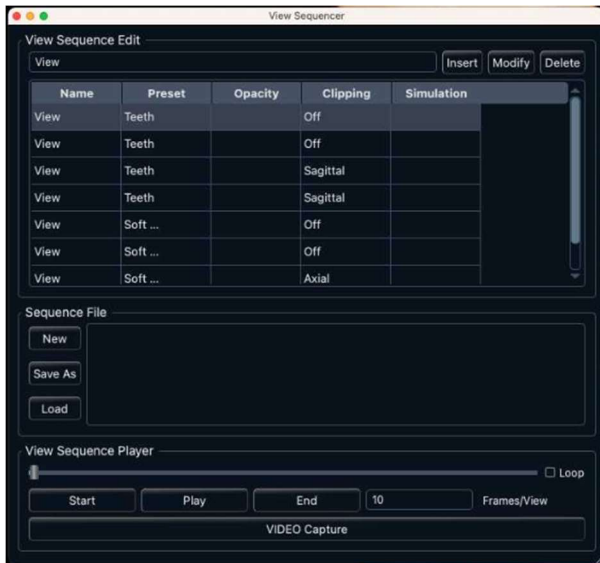 View Sequencer
View Sequence Edit
View Insert Modify Delete
Name Preset Opacity Clipping Simulation
View Teeth Off
View Teeth Off
View Teeth Sagittal
View Teeth Sagittal
View Soft ... Off
View Soft ... Off
View Soft ... Axial
Sequence File
New
Save As
Load
View Sequence Player
Loop
Start Play End 10 Frames/View
VIDEO Capture